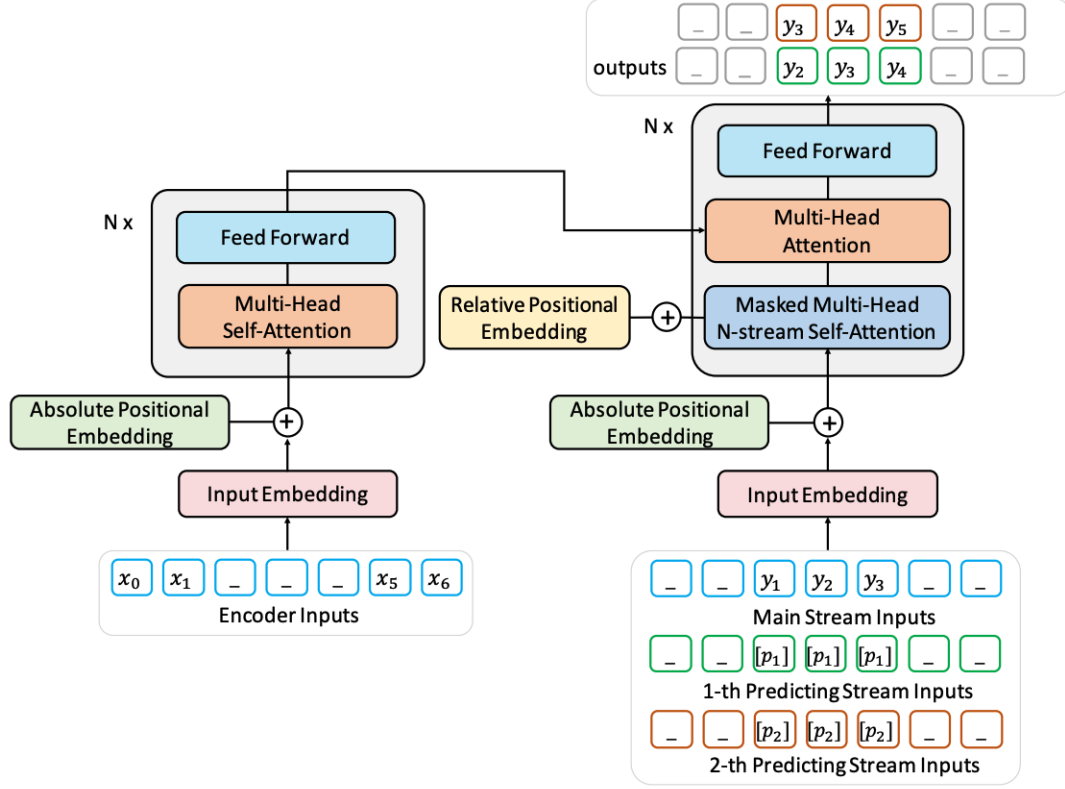 _ _ y₃ y₄ y₅ _ _
outputs _ _ y₂ y₃ y₄ _ _
N x
Feed Forward
Multi-Head
Attention
Masked Multi-Head
N-stream Self-Attention
Relative Positional
Embedding
+
N x
Feed Forward
Multi-Head
Self-Attention
Absolute Positional
Embedding
+
Input Embedding
x₀ x₁ _ _ _ x₅ x₆
Encoder Inputs
Absolute Positional
Embedding
+
Input Embedding
_ _ y₁ y₂ y₃ _ _
Main Stream Inputs
_ _ [p₁] [p₁] [p₁] _ _
1-th Predicting Stream Inputs
_ _ [p₂] [p₂] [p₂] _ _
2-th Predicting Stream Inputs